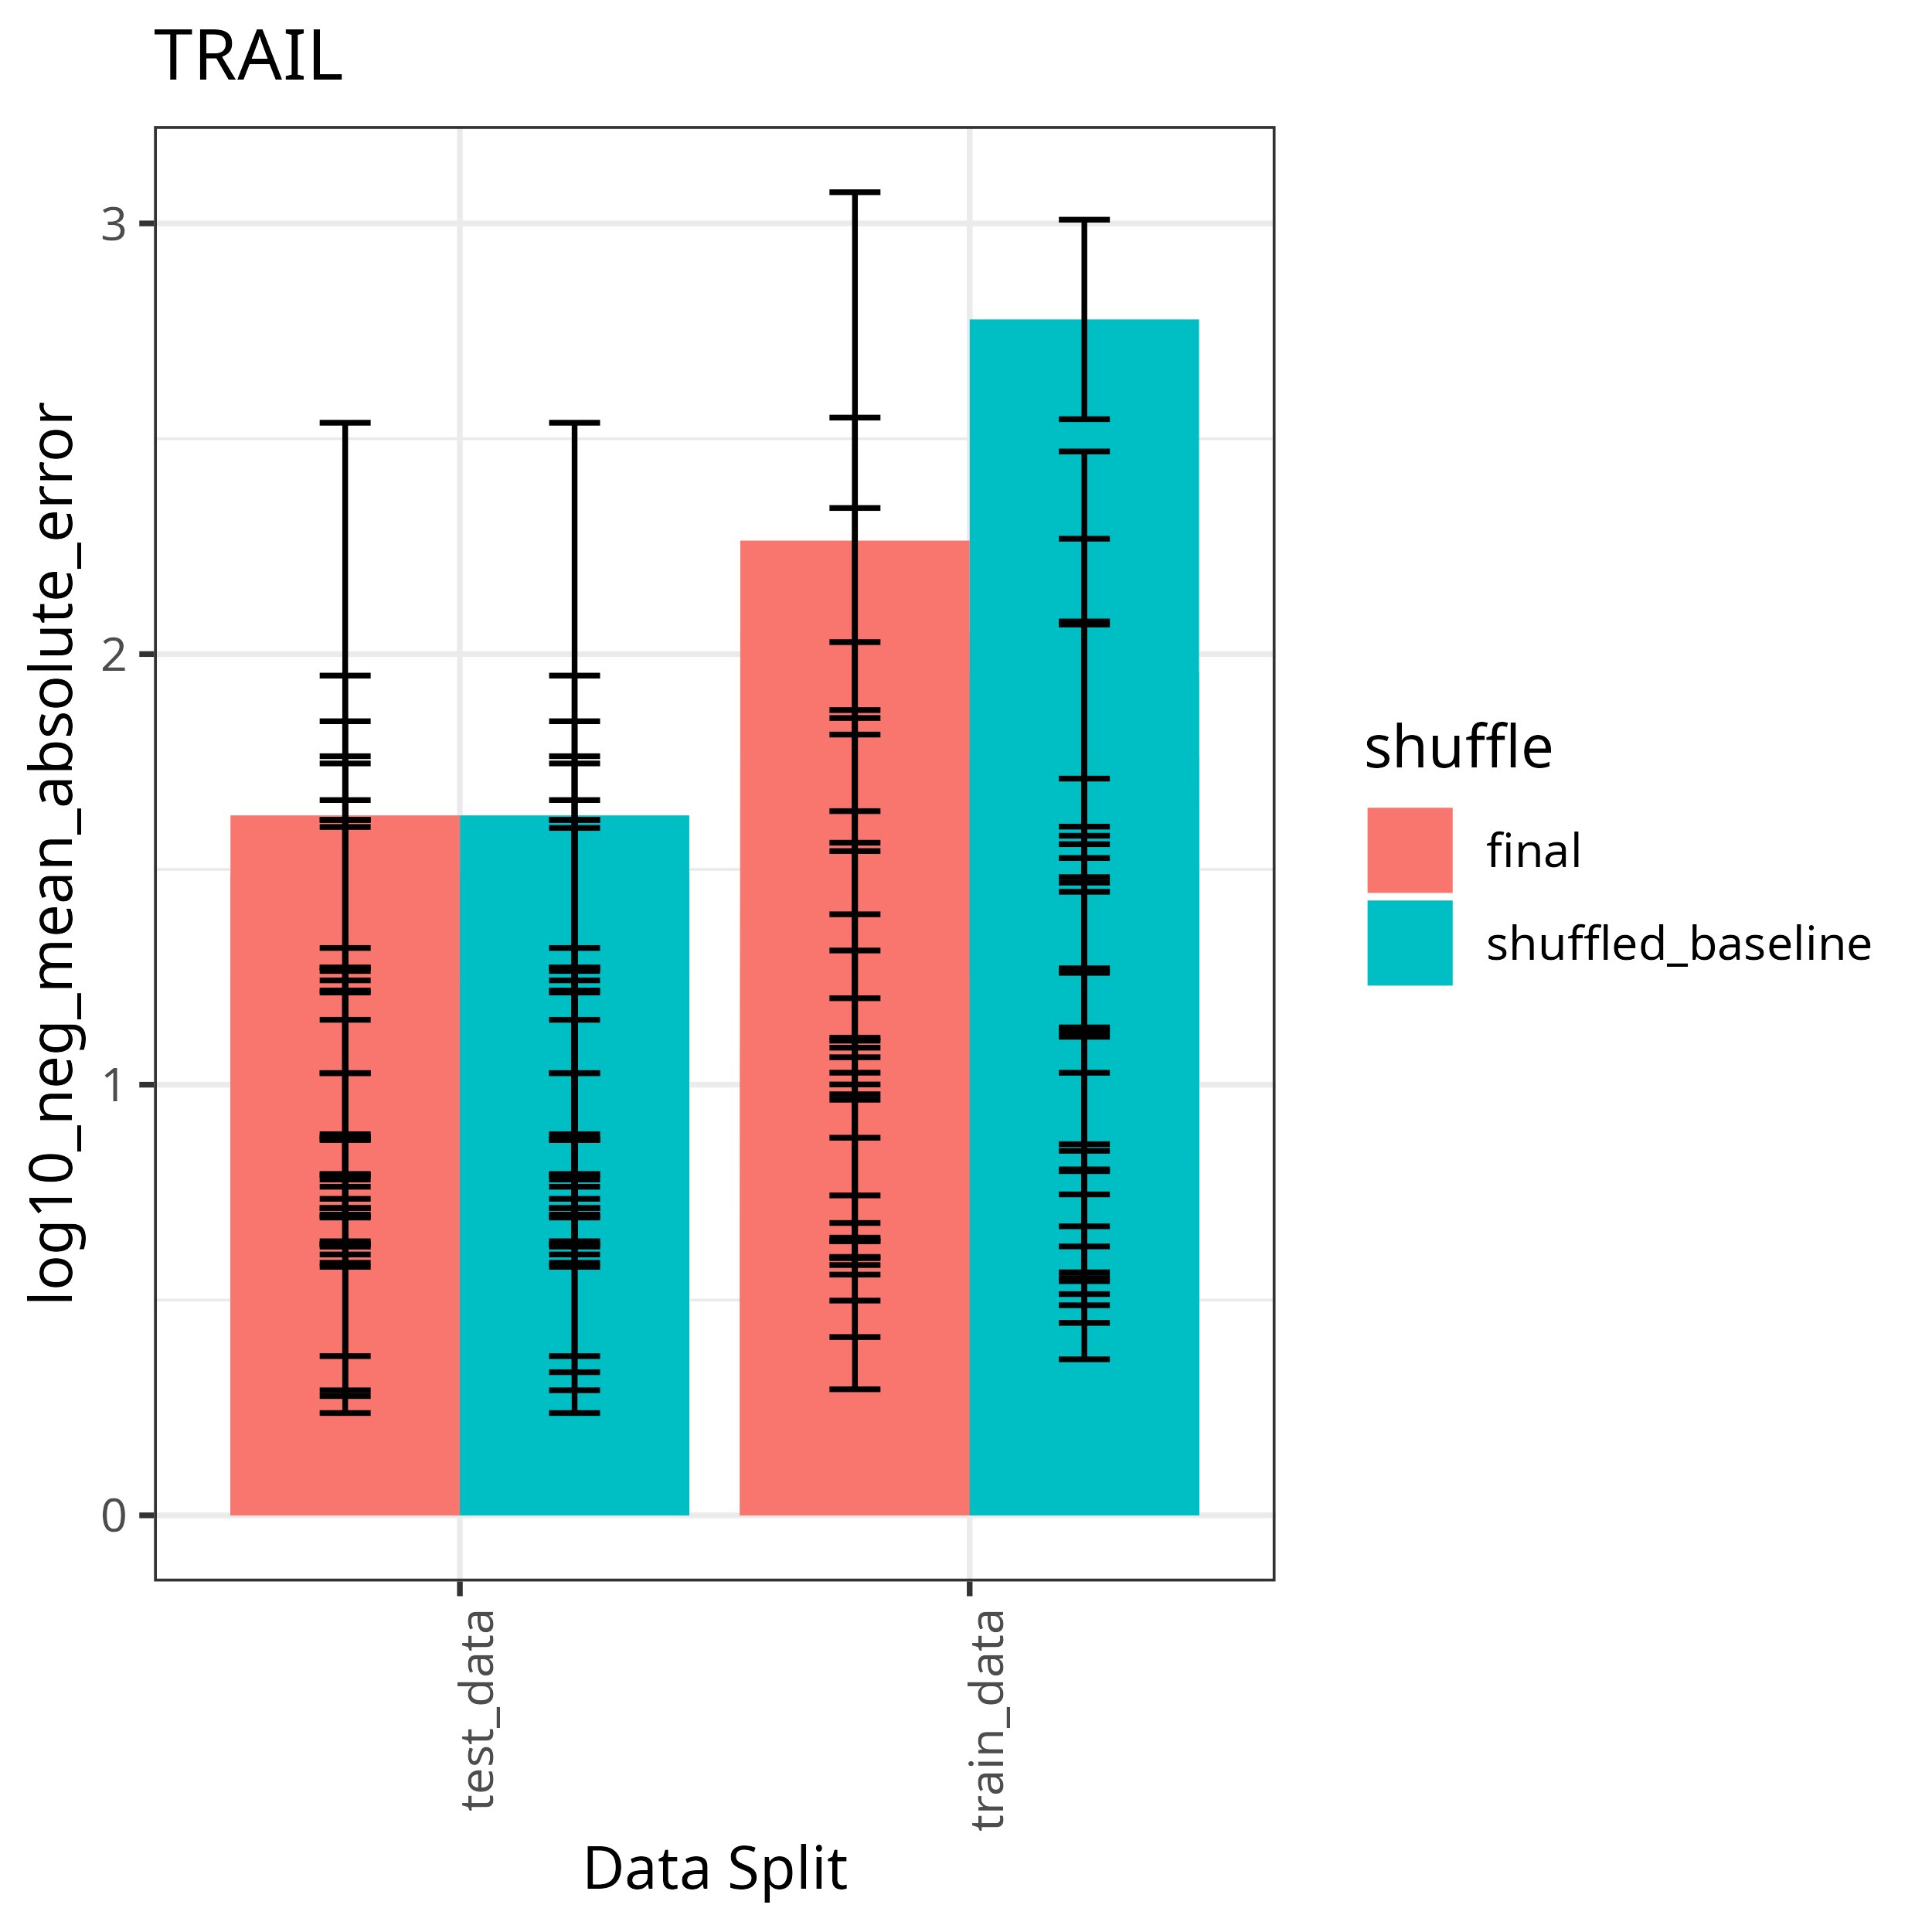 TRAIL
log10_neg_mean_absolute_error
3
2
1
0
test_data
train_data
Data Split
shuffle
final
shuffled_baseline